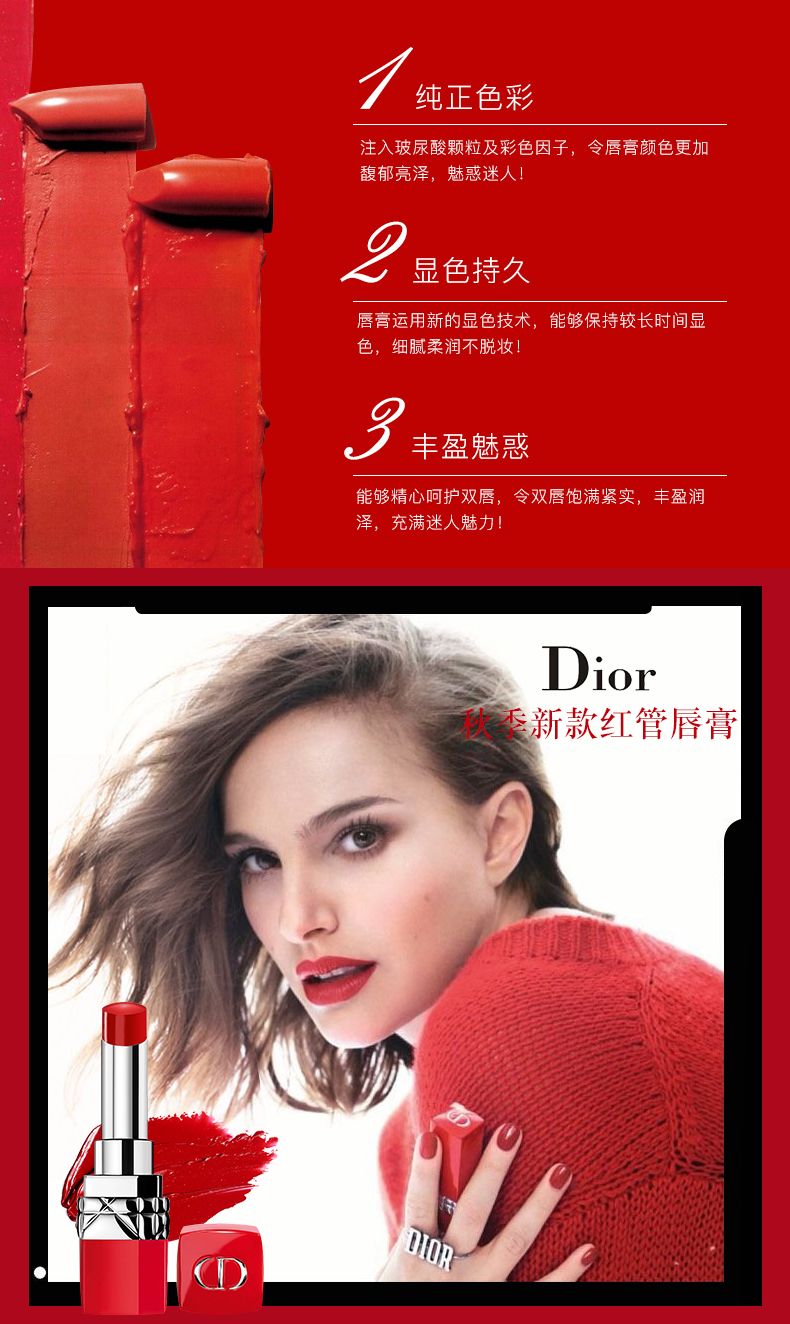 1 纯正色彩
注入玻尿酸颗粒及彩色因子，令唇膏颜色更加
馥郁亮泽，魅惑迷人！
2 显色持久
唇膏运用新的显色技术，能够保持较长时间显
色，细腻柔润不脱妆！
3 丰盈魅惑
能够精心呵护双唇，令双唇饱满紧实，丰盈润
泽，充满迷人魅力！
Dior
秋季新款红管唇膏
DIOR